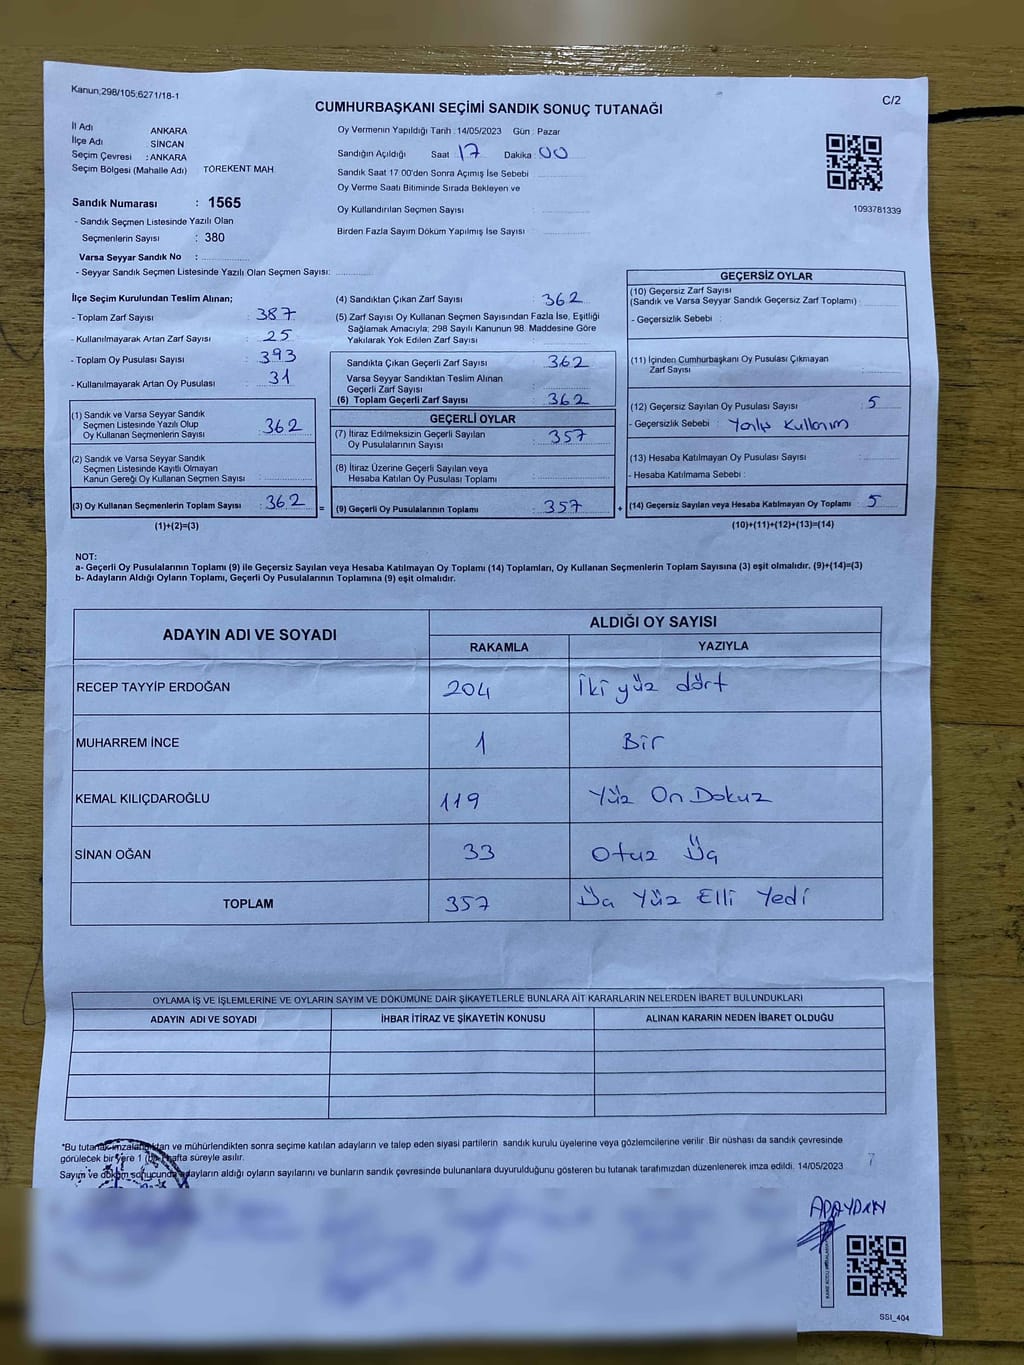 Kanun;298/105;6271/18-1
C/2
CUMHURBAŞKANI SEÇİMİ SANDIK SONUÇ TUTANAĞI
İl Adı ANKARA
İlçe Adı SİNCAN
Seçim Çevresi : ANKARA
Seçim Bölgesi (Mahalle Adı) TÖREKENT MAH
Sandık Numarası : 1565
- Sandık Seçmen Listesinde Yazılı Olan
Seçmenlerin Sayısı : 380
Varsa Seyyar Sandık No :
- Seyyar Sandık Seçmen Listesinde Yazılı Olan Seçmen Sayısı:
Oy Vermenin Yapıldığı Tarih : 14/05/2023 Gün : Pazar
Sandığın Açıldığı Saat 17 Dakika : 00
Sandık Saat 17 00'den Sonra Açımış İse Sebebi :
Oy Verme Saati Bitiminde Sırada Bekleyen ve
Oy Kullandırılan Seçmen Sayısı :
Birden Fazla Sayım Döküm Yapılmış İse Sayısı :
1093781339
İlçe Seçim Kurulundan Teslim Alınan;
- Toplam Zarf Sayısı : 387
- Kullanılmayarak Artan Zarf Sayısı : 25
- Toplam Oy Pusulası Sayısı : 393
- Kullanılmayarak Artan Oy Pusulası : 31
(1) Sandık ve Varsa Seyyar Sandık
Seçmen Listesinde Yazılı Olup
Oy Kullanan Seçmenlerin Sayısı : 362
(2) Sandık ve Varsa Seyyar Sandık
Seçmen Listesinde Kayıtlı Olmayan
Kanun Gereği Oy Kullanan Seçmen Sayısı :
(3) Oy Kullanan Seçmenlerin Toplam Sayısı : 362
(1)+(2)=(3)
(4) Sandıktan Çıkan Zarf Sayısı : 362
(5) Zarf Sayısı Oy Kullanan Seçmen Sayısından Fazla İse, Eşitliği
Sağlamak Amacıyla; 298 Sayılı Kanunun 98. Maddesine Göre
Yakılarak Yok Edilen Zarf Sayısı :
Sandıkta Çıkan Geçerli Zarf Sayısı : 362
Varsa Seyyar Sandıktan Teslim Alınan
Geçerli Zarf Sayısı :
(6) Toplam Geçerli Zarf Sayısı : 362
GEÇERLİ OYLAR
(7) İtiraz Edilmeksizin Geçerli Sayılan
Oy Pusulalarının Sayısı : 357
(8) İtiraz Üzerine Geçerli Sayılan veya
Hesaba Katılan Oy Pusulası Toplamı :
= (9) Geçerli Oy Pusulalarının Toplamı : 357
GEÇERSİZ OYLAR
(10) Geçersiz Zarf Sayısı
(Sandık ve Varsa Seyyar Sandık Geçersiz Zarf Toplamı) :
- Geçersizlik Sebebi :
(11) İçinden Cumhurbaşkanı Oy Pusulası Çıkmayan
Zarf Sayısı :
(12) Geçersiz Sayılan Oy Pusulası Sayısı : 5
- Geçersizlik Sebebi : Yanlış Kullanım
(13) Hesaba Katılmayan Oy Pusulası Sayısı :
- Hesaba Katılmama Sebebi :
+ (14) Geçersiz Sayılan veya Hesaba Katılmayan Oy Toplamı : 5
(10)+(11)+(12)+(13)=(14)
NOT:
a- Geçerli Oy Pusulalarının Toplamı (9) ile Geçersiz Sayılan veya Hesaba Katılmayan Oy Toplamı (14) Toplamları, Oy Kullanan Seçmenlerin Toplam Sayısına (3) eşit olmalıdır. (9)+(14)=(3)
b- Adayların Aldığı Oyların Toplamı, Geçerli Oy Pusulalarının Toplamına (9) eşit olmalıdır.
ADAYIN ADI VE SOYADI ALDIĞI OY SAYISI
RAKAMLA YAZIYLA
RECEP TAYYİP ERDOĞAN 204 İki yüz dört
MUHARREM İNCE 1 Bir
KEMAL KILIÇDAROĞLU 119 Yüz On Dokuz
SİNAN OĞAN 33 Otuz Üç
TOPLAM 357 Üç Yüz Elli Yedi
OYLAMA İŞ VE İŞLEMLERİNE VE OYLARIN SAYIM VE DÖKÜMÜNE DAİR ŞİKAYETLERLE BUNLARA AİT KARARLARIN NELERDEN İBARET BULUNDUKLARI
ADAYIN ADI VE SOYADI İHBAR İTİRAZ VE ŞİKAYETİN KONUSU ALINAN KARARIN NEDEN İBARET OLDUĞU
*Bu tutanak imzalandıktan ve mühürlendikten sonra seçime katılan adayların ve talep eden siyasi partilerin sandık kurulu üyelerine veya gözlemcilerine verilir Bir nüshası da sandık çevresinde
görülecek bir yere 1 (bir) hafta süreyle asılır.
Sayım ve döküm sonucunda adayların aldığı oyların sayılarını ve bunların sandık çevresinde bulunanlara duyurulduğunu gösteren bu tutanak tarafımızdan düzenlenerek imza edildi. 14/05/2023
APAYDIN
SSI_404